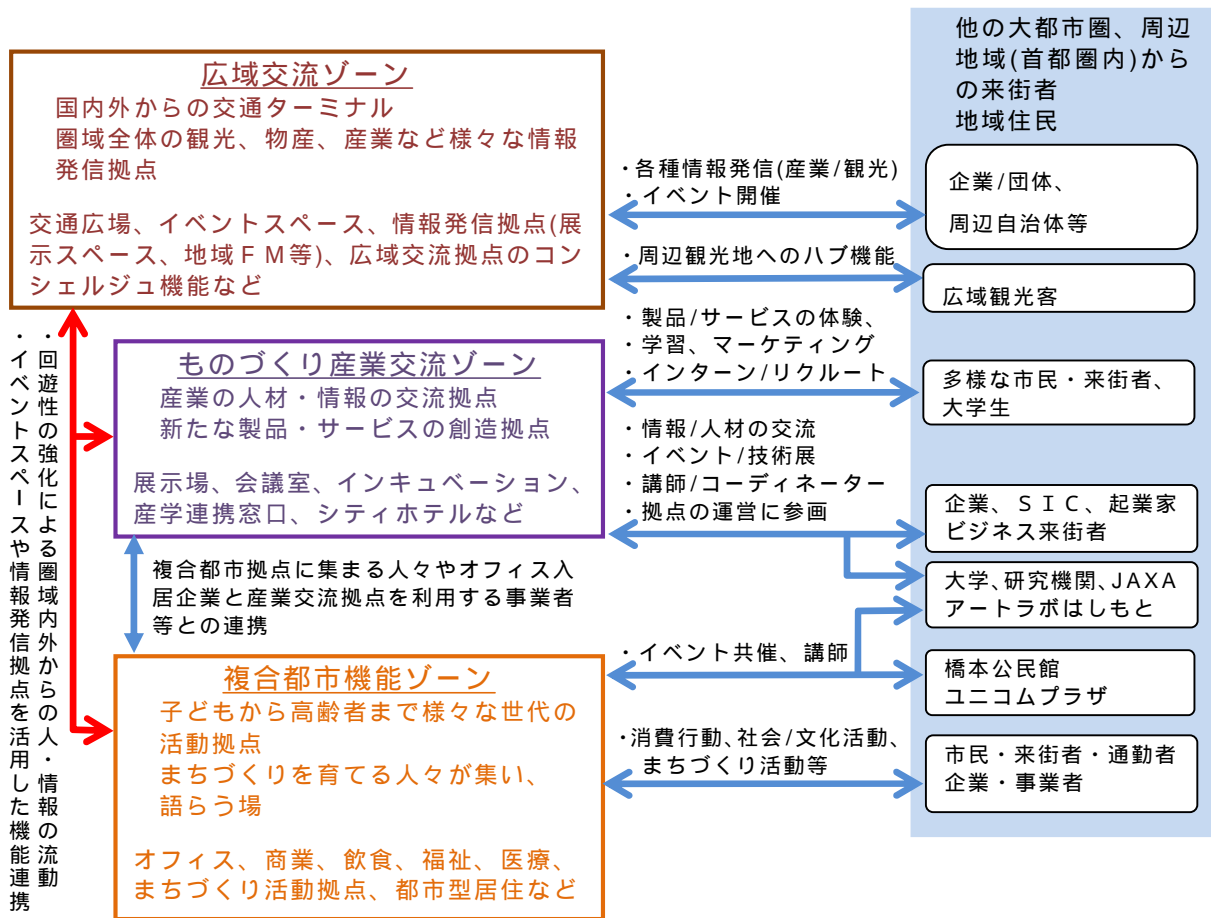 広域交流ゾーン
国内外からの交通ターミナル
圏域全体の観光、物産、産業など様々な情報
発信拠点
交通広場、イベントスペース、情報発信拠点(展
示スペース、地域ＦＭ等)、広域交流拠点のコン
シェルジュ機能など
・回遊性の強化による圏域内外からの人・情報の流動
・イベントスペースや情報発信拠点を活用した機能連携
ものづくり産業交流ゾーン
産業の人材・情報の交流拠点
新たな製品・サービスの創造拠点
展示場、会議室、インキュベーション、
産学連携窓口、シティホテルなど
複合都市拠点に集まる人々やオフィス入
居企業と産業交流拠点を利用する事業者
等との連携
複合都市機能ゾーン
子どもから高齢者まで様々な世代の
活動拠点
まちづくりを育てる人々が集い、
語らう場
オフィス、商業、飲食、福祉、医療、
まちづくり活動拠点、都市型居住など
・各種情報発信(産業/観光)
・イベント開催
・周辺観光地へのハブ機能
・製品/サービスの体験、
・学習、マーケティング
・インターン/リクルート
・情報/人材の交流
・イベント/技術展
・講師/コーディネーター
・拠点の運営に参画
・イベント共催、講師
・消費行動、社会/文化活動、
まちづくり活動等
他の大都市圏、周辺
地域(首都圏内)から
の来街者
地域住民
企業/団体、
周辺自治体等
広域観光客
多様な市民・来街者、
大学生
企業、ＳＩＣ、起業家
ビジネス来街者
大学、研究機関、JAXA
アートラボはしもと
橋本公民館
ユニコムプラザ
市民・来街者・通勤者
企業・事業者